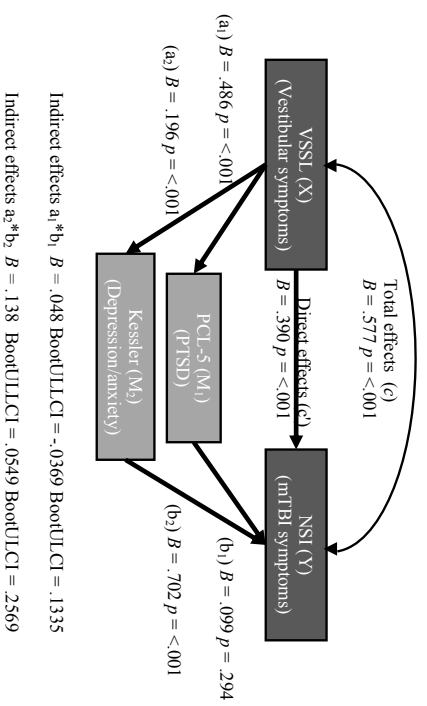 Total effects (c)
B = .577 p =<.001
VSSL (X)
(Vestibular symptoms)
Direct effects (c')
B = .390 p =<.001
NSI (Y)
(mTBI symptoms)
(a₁) B = .486 p =<.001
(a₂) B = .196 p =<.001
PCL-5 (M₁)
(PTSD)
Kessler (M₂)
(Depression/anxiety)
(b₁) B = .099 p = .294
(b₂) B = .702 p =<.001
Indirect effects a₁*b₁ B = .048 BootULLCI = -.0369 BootULCI = .1335
Indirect effects a₂*b₂ B = .138 BootULLCI = .0549 BootULCI = .2569